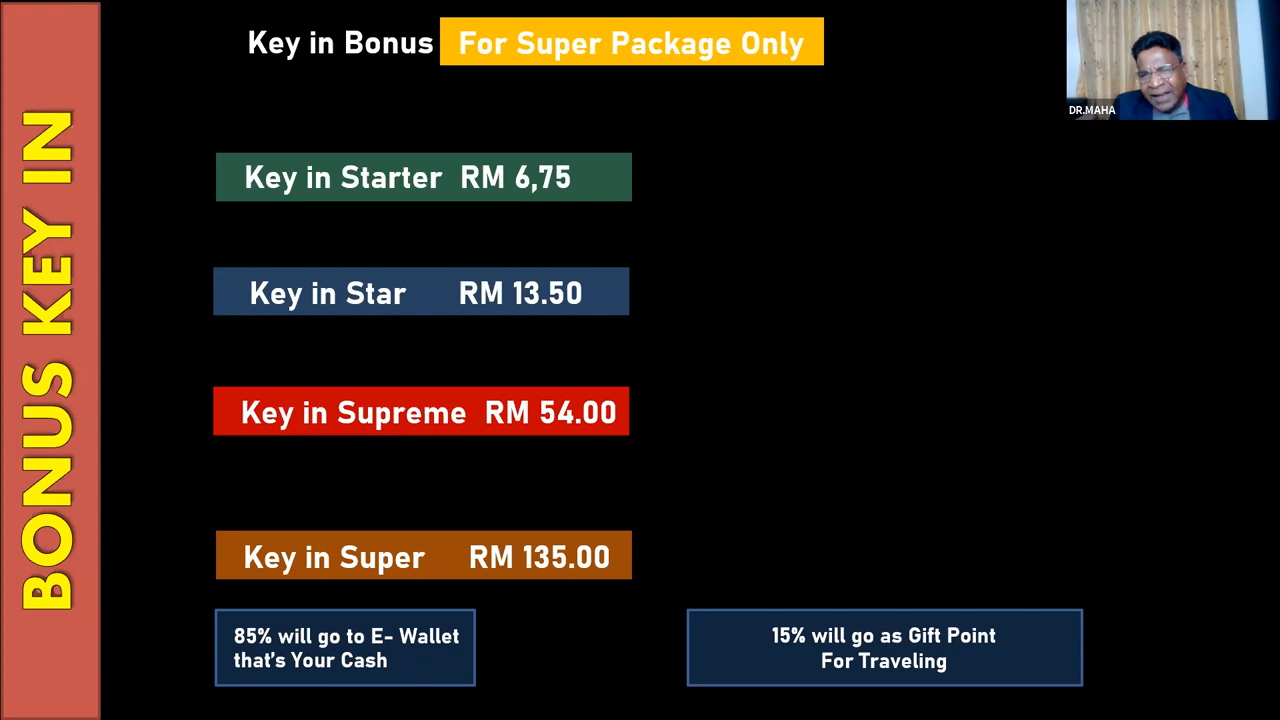 BONUS KEY IN
Key in Bonus For Super Package Only
DR.MAHA
Key in Starter RM 6,75
Key in Star RM 13.50
Key in Supreme RM 54.00
Key in Super RM 135.00
85% will go to E- Wallet
that's Your Cash
15% will go as Gift Point
For Traveling